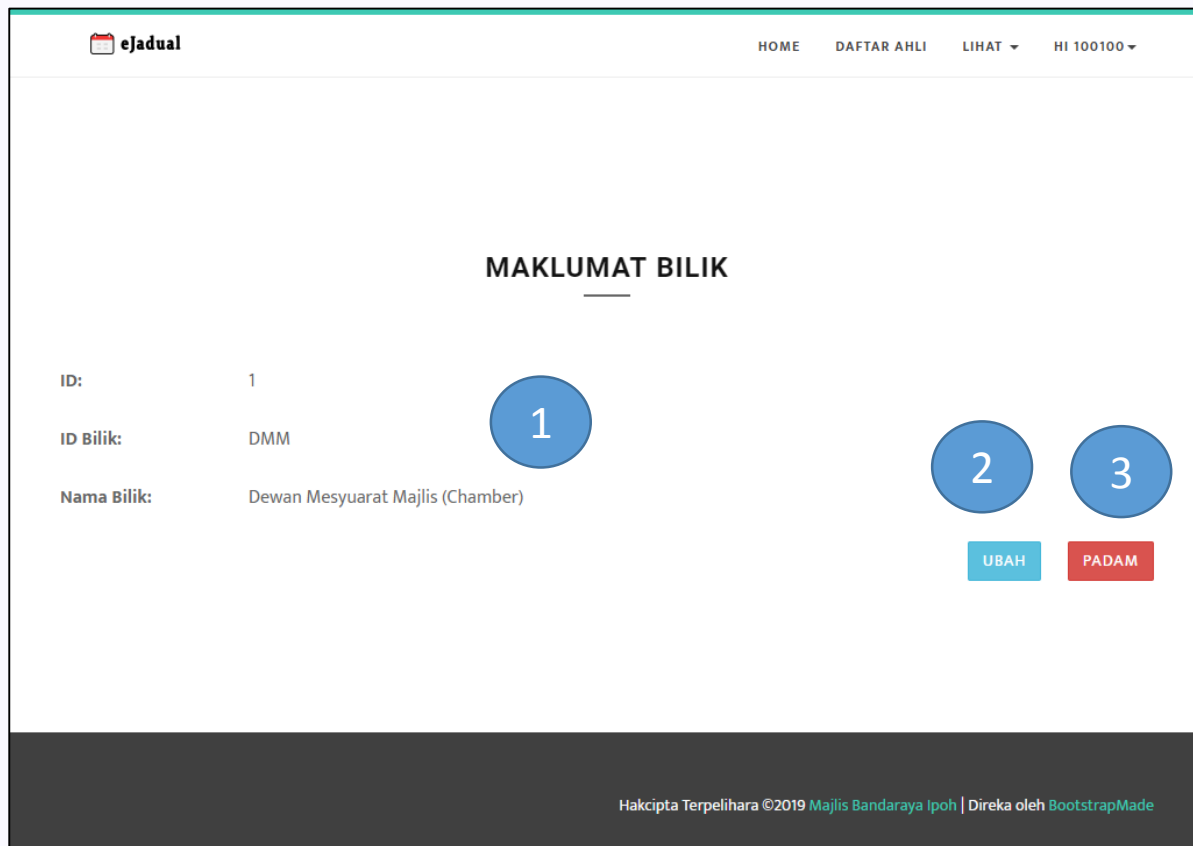 eJadual
HOME DAFTAR AHLI LIHAT HI 100100
MAKLUMAT BILIK
ID: 1
1
ID Bilik: DMM
2 3
Nama Bilik: Dewan Mesyuarat Majlis (Chamber)
UBAH PADAM
Hakcipta Terpelihara ©2019 Majlis Bandaraya Ipoh | Direka oleh BootstrapMade